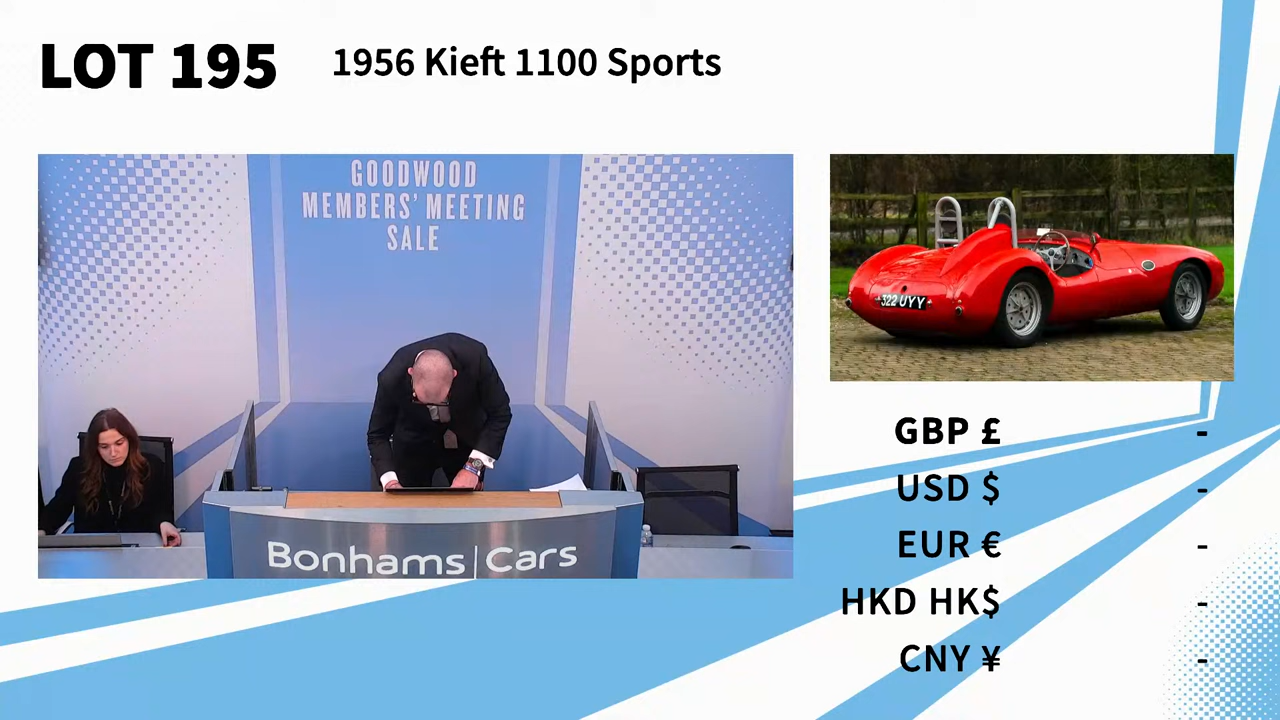 LOT 195
1956 Kieft 1100 Sports
GOODWOOD
MEMBERS' MEETING
SALE
Bonhams|Cars
322 UYY
GBP £ -
USD $ -
EUR € -
HKD HK$ -
CNY ¥ -